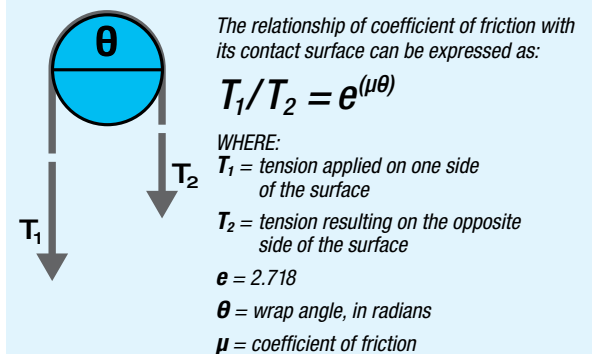 θ
T₁
T₂
The relationship of coefficient of friction with
its contact surface can be expressed as:
T₁/T₂ = e^(μθ)
WHERE:
T₁ = tension applied on one side
of the surface
T₂ = tension resulting on the opposite
side of the surface
e = 2.718
θ = wrap angle, in radians
μ = coefficient of friction